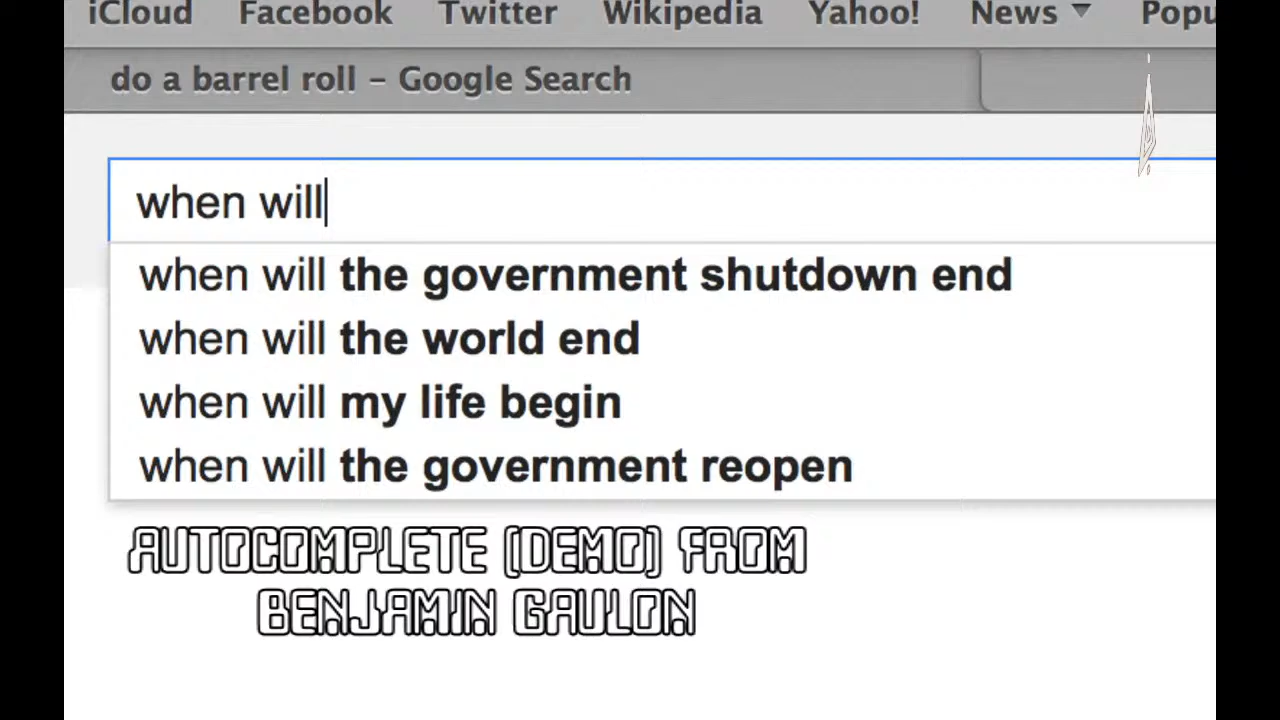 iCloud Facebook Twitter Wikipedia Yahoo! News Popu
do a barrel roll – Google Search
when will
when will the government shutdown end
when will the world end
when will my life begin
when will the government reopen
AUTOCOMPLETE (DEMO) FROM
BENJAMIN GAULON